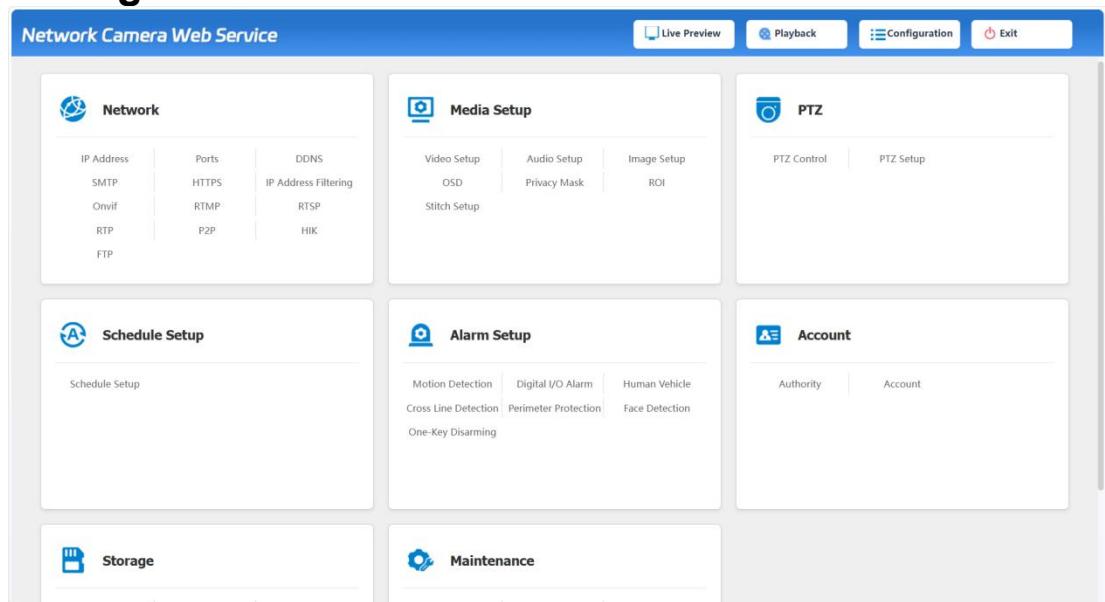 Network Camera Web Service
Live Preview
Playback
Configuration
Exit
Network
IP Address Ports DDNS
SMTP HTTPS IP Address Filtering
Onvif RTMP RTSP
RTP P2P HIK
FTP
Media Setup
Video Setup Audio Setup Image Setup
OSD Privacy Mask ROI
Stitch Setup
PTZ
PTZ Control PTZ Setup
Schedule Setup
Schedule Setup
Alarm Setup
Motion Detection Digital I/O Alarm Human Vehicle
Cross Line Detection Perimeter Protection Face Detection
One-Key Disarming
Account
Authority Account
Storage
Maintenance